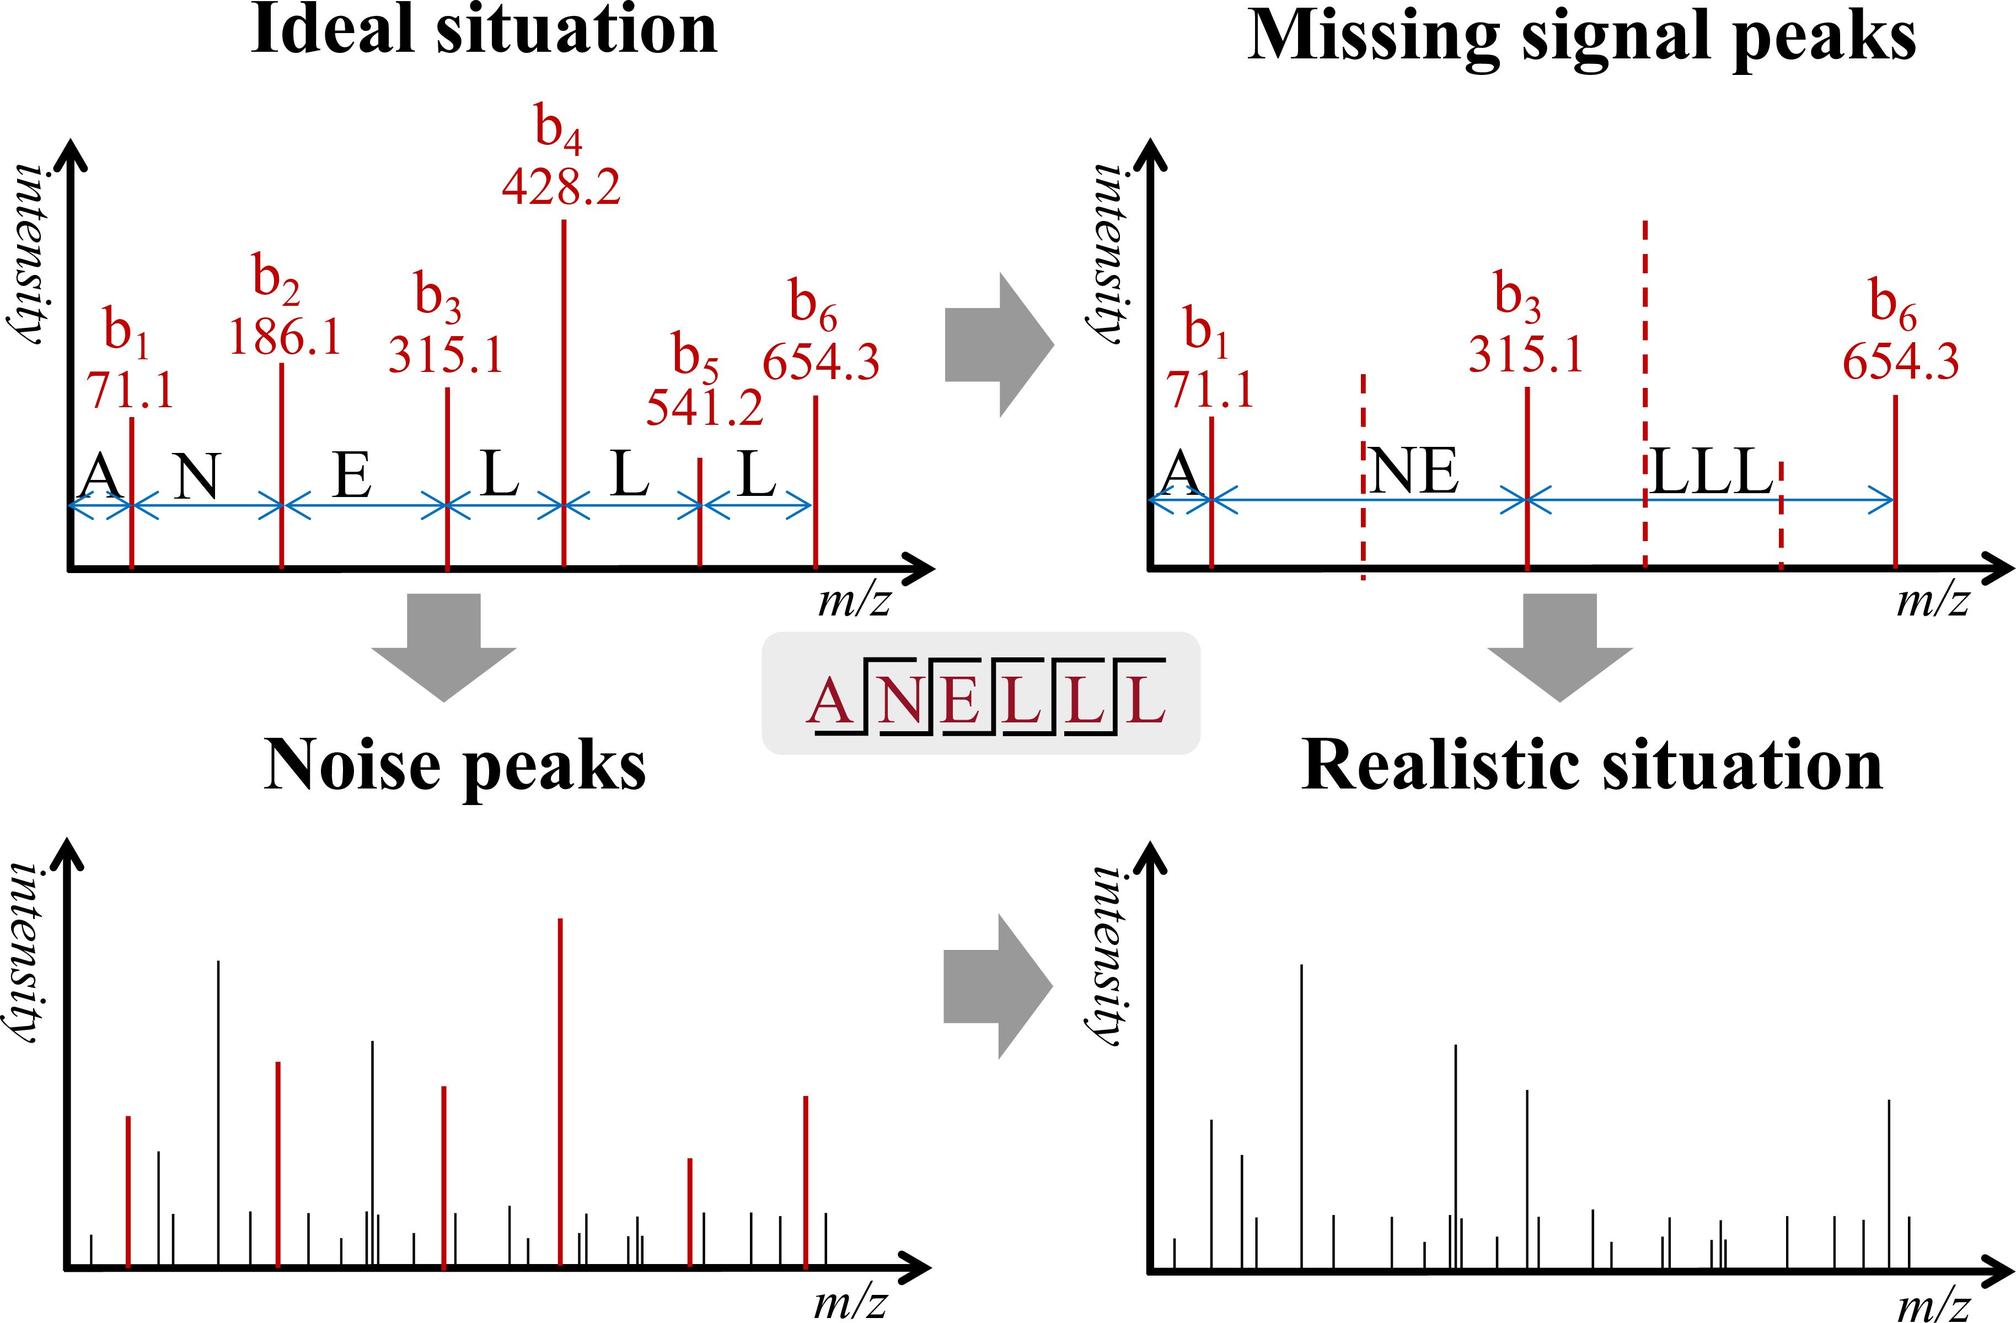 Ideal situation
intensity
b1
71.1
b2
186.1
b3
315.1
b4
428.2
b5
541.2
b6
654.3
A N E L L L
m/z
Missing signal peaks
intensity
b1
71.1
b3
315.1
b6
654.3
A NE LLL
m/z
A N E L L L
Noise peaks
intensity
m/z
Realistic situation
intensity
m/z